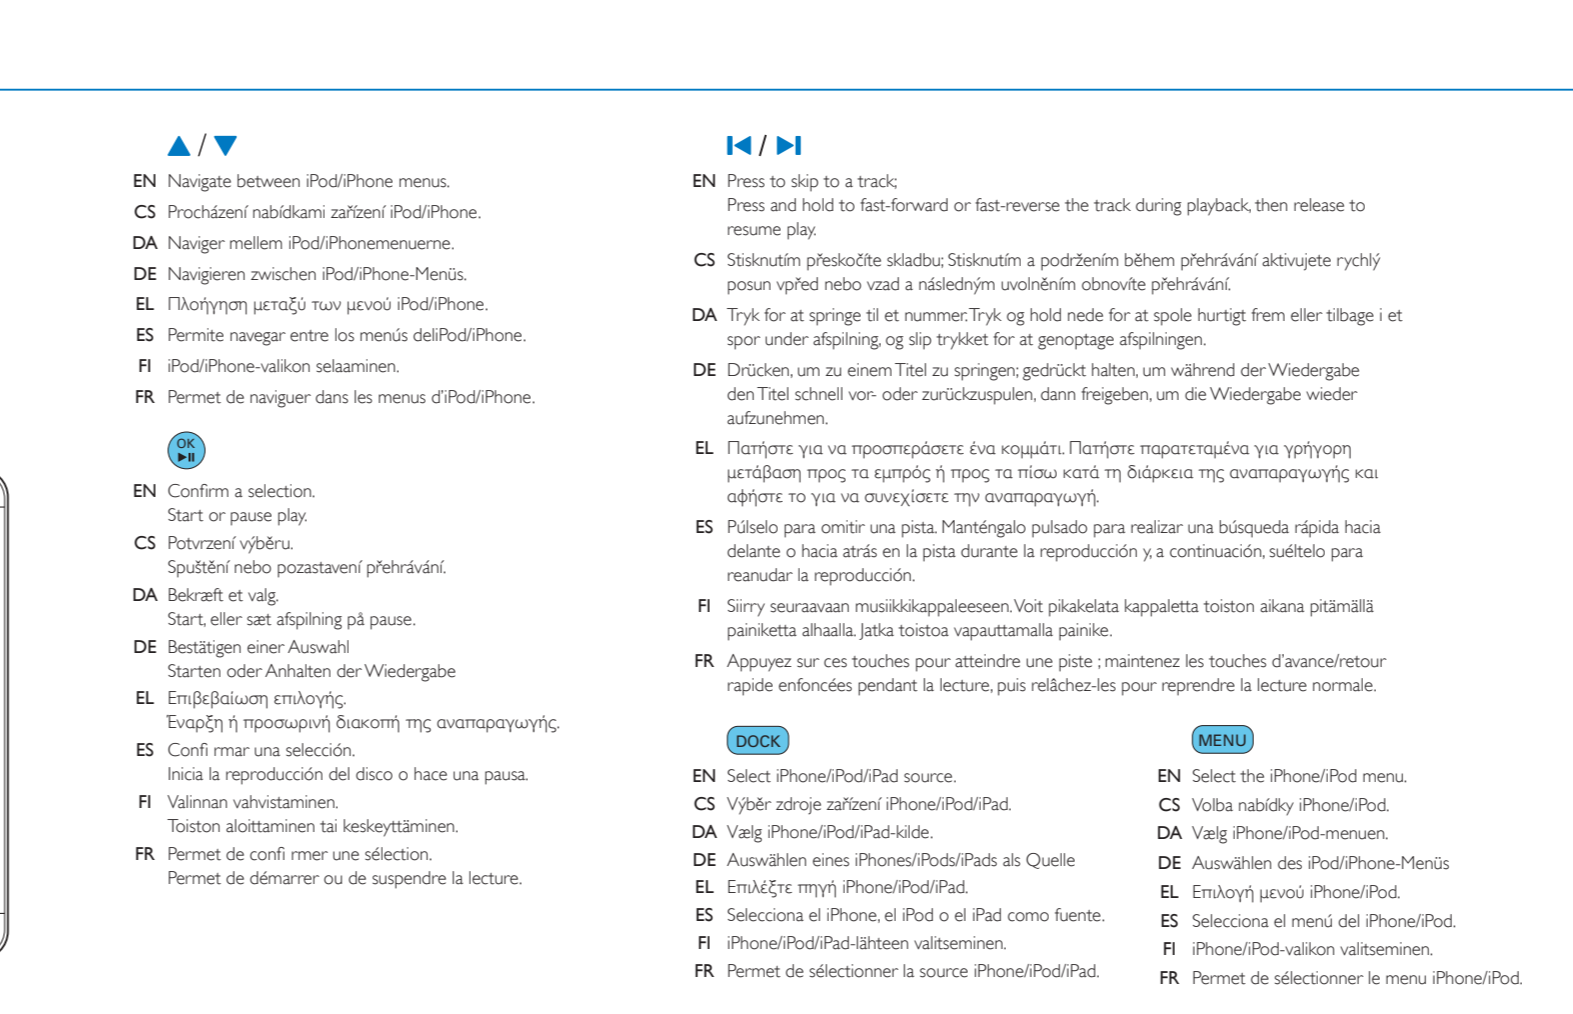 ▲ / ▼
EN Navigate between iPod/iPhone menus.
CS Procházení nabídkami zařízení iPod/iPhone.
DA Naviger mellem iPod/iPhonemenuerne.
DE Navigieren zwischen iPod/iPhone-Menüs.
EL Πλοήγηση μεταξύ των μενού iPod/iPhone.
ES Permite navegar entre los menús deliPod/iPhone.
FI iPod/iPhone-valikon selaaminen.
FR Permet de naviguer dans les menus d’iPod/iPhone.
OK
EN Confirm a selection.
Start or pause play.
CS Potvrzení výběru.
Spuštění nebo pozastavení přehrávání.
DA Bekræft et valg.
Start, eller sæt afspilning på pause.
DE Bestätigen einer Auswahl
Starten oder Anhalten der Wiedergabe
EL Επιβεβαίωση επιλογής.
Έναρξη ή προσωρινή διακοπή της αναπαραγωγής.
ES Confi rmar una selección.
Inicia la reproducción del disco o hace una pausa.
FI Valinnan vahvistaminen.
Toiston aloittaminen tai keskeyttäminen.
FR Permet de confi rmer une sélection.
Permet de démarrer ou de suspendre la lecture.
/
EN Press to skip to a track;
Press and hold to fast-forward or fast-reverse the track during playback, then release to
resume play.
CS Stisknutím přeskočíte skladbu; Stisknutím a podržením během přehrávání aktivujete rychlý
posun vpřed nebo vzad a následným uvolněním obnovíte přehrávání.
DA Tryk for at springe til et nummer. Tryk og hold nede for at spole hurtigt frem eller tilbage i et
spor under afspilning, og slip trykket for at genoptage afspilningen.
DE Drücken, um zu einem Titel zu springen; gedrückt halten, um während der Wiedergabe
den Titel schnell vor- oder zurückzuspulen, dann freigeben, um die Wiedergabe wieder
aufzunehmen.
EL Πατήστε για να προσπεράσετε ένα κομμάτι. Πατήστε παρατεταμένα για γρήγορη
μετάβαση προς τα εμπρός ή προς τα πίσω κατά τη διάρκεια της αναπαραγωγής και
αφήστε το για να συνεχίσετε την αναπαραγωγή.
ES Púlselo para omitir una pista. Manténgalo pulsado para realizar una búsqueda rápida hacia
delante o hacia atrás en la pista durante la reproducción y, a continuación, suéltelo para
reanudar la reproducción.
FI Siirry seuraavaan musiikkikappaleeseen. Voit pikakelata kappaletta toiston aikana pitämällä
painiketta alhaalla. Jatka toistoa vapauttamalla painike.
FR Appuyez sur ces touches pour atteindre une piste ; maintenez les touches d’avance/retour
rapide enfoncées pendant la lecture, puis relâchez-les pour reprendre la lecture normale.
DOCK
EN Select iPhone/iPod/iPad source.
CS Výběr zdroje zařízení iPhone/iPod/iPad.
DA Vælg iPhone/iPod/iPad-kilde.
DE Auswählen eines iPhones/iPods/iPads als Quelle
EL Επιλέξτε πηγή iPhone/iPod/iPad.
ES Selecciona el iPhone, el iPod o el iPad como fuente.
FI iPhone/iPod/iPad-lähteen valitseminen.
FR Permet de sélectionner la source iPhone/iPod/iPad.
MENU
EN Select the iPhone/iPod menu.
CS Volba nabídky iPhone/iPod.
DA Vælg iPhone/iPod-menuen.
DE Auswählen des iPod/iPhone-Menüs
EL Επιλογή μενού iPhone/iPod.
ES Selecciona el menú del iPhone/iPod.
FI iPhone/iPod-valikon valitseminen.
FR Permet de sélectionner le menu iPhone/iPod.